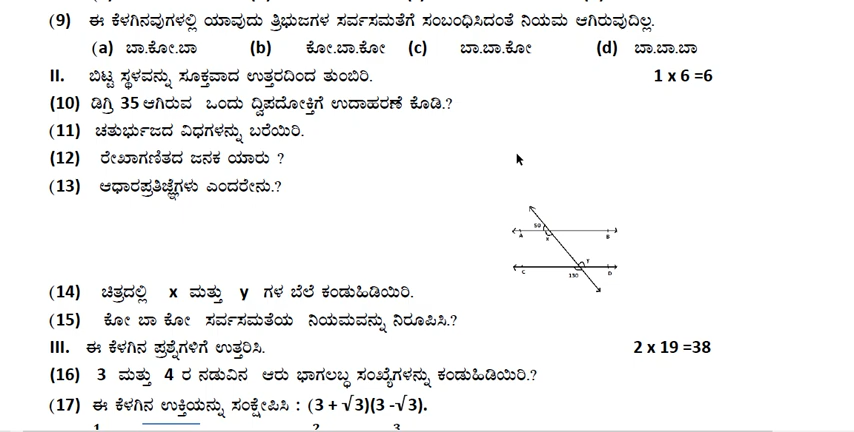 (9) ಈ ಕೆಳಗಿನವುಗಳಲ್ಲಿ ಯಾವುದು ತ್ರಿಭುಜಗಳ ಸರ್ವಸಮತೆಗೆ ಸಂಬಂಧಿಸಿದಂತೆ ನಿಯಮ ಆಗಿರುವುದಿಲ್ಲ.
(a) ಬಾ.ಕೋ.ಬಾ (b) ಕೋ.ಬಾ.ಕೋ (c) ಬಾ.ಬಾ.ಕೋ (d) ಬಾ.ಬಾ.ಬಾ
II. ಬಿಟ್ಟ ಸ್ಥಳವನ್ನು ಸೂಕ್ತವಾದ ಉತ್ತರದಿಂದ ತುಂಬಿರಿ. 1 x 6 =6
(10) ಡಿಗ್ರಿ 35 ಆಗಿರುವ ಒಂದು ದ್ವಿಪದೋಕ್ತಿಗೆ ಉದಾಹರಣೆ ಕೊಡಿ.?
(11) ಚತುರ್ಭುಜದ ವಿಧಗಳನ್ನು ಬರೆಯಿರಿ.
(12) ರೇಖಾಗಣಿತದ ಜನಕ ಯಾರು ?
(13) ಆಧಾರಪ್ರತಿಜ್ಞೆಗಳು ಎಂದರೇನು.?
50
A X B
Y
C 130 D
(14) ಚಿತ್ರದಲ್ಲಿ x ಮತ್ತು y ಗಳ ಬೆಲೆ ಕಂಡುಹಿಡಿಯಿರಿ.
(15) ಕೋ ಬಾ ಕೋ ಸರ್ವಸಮತೆಯ ನಿಯಮವನ್ನು ನಿರೂಪಿಸಿ.?
III. ಈ ಕೆಳಗಿನ ಪ್ರಶ್ನೆಗಳಿಗೆ ಉತ್ತರಿಸಿ. 2 x 19 =38
(16) 3 ಮತ್ತು 4 ರ ನಡುವಿನ ಆರು ಭಾಗಲಬ್ಧ ಸಂಖ್ಯೆಗಳನ್ನು ಕಂಡುಹಿಡಿಯಿರಿ.?
(17) ಈ ಕೆಳಗಿನ ಉಕ್ತಿಯನ್ನು ಸಂಕ್ಷೇಪಿಸಿ : (3 + √3)(3 -√3).